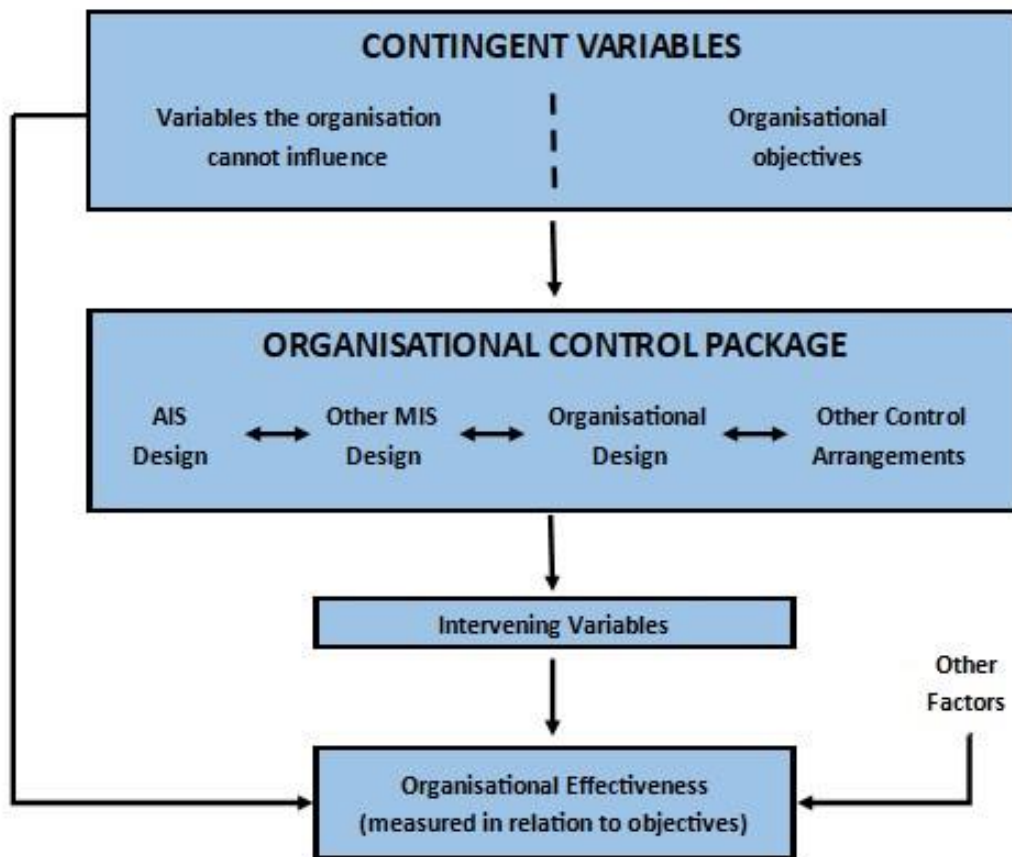 CONTINGENT VARIABLES
Variables the organisation
cannot influence
Organisational
objectives
ORGANISATIONAL CONTROL PACKAGE
AIS
Design
Other MIS
Design
Organisational
Design
Other Control
Arrangements
Intervening Variables
Other
Factors
Organisational Effectiveness
(measured in relation to objectives)